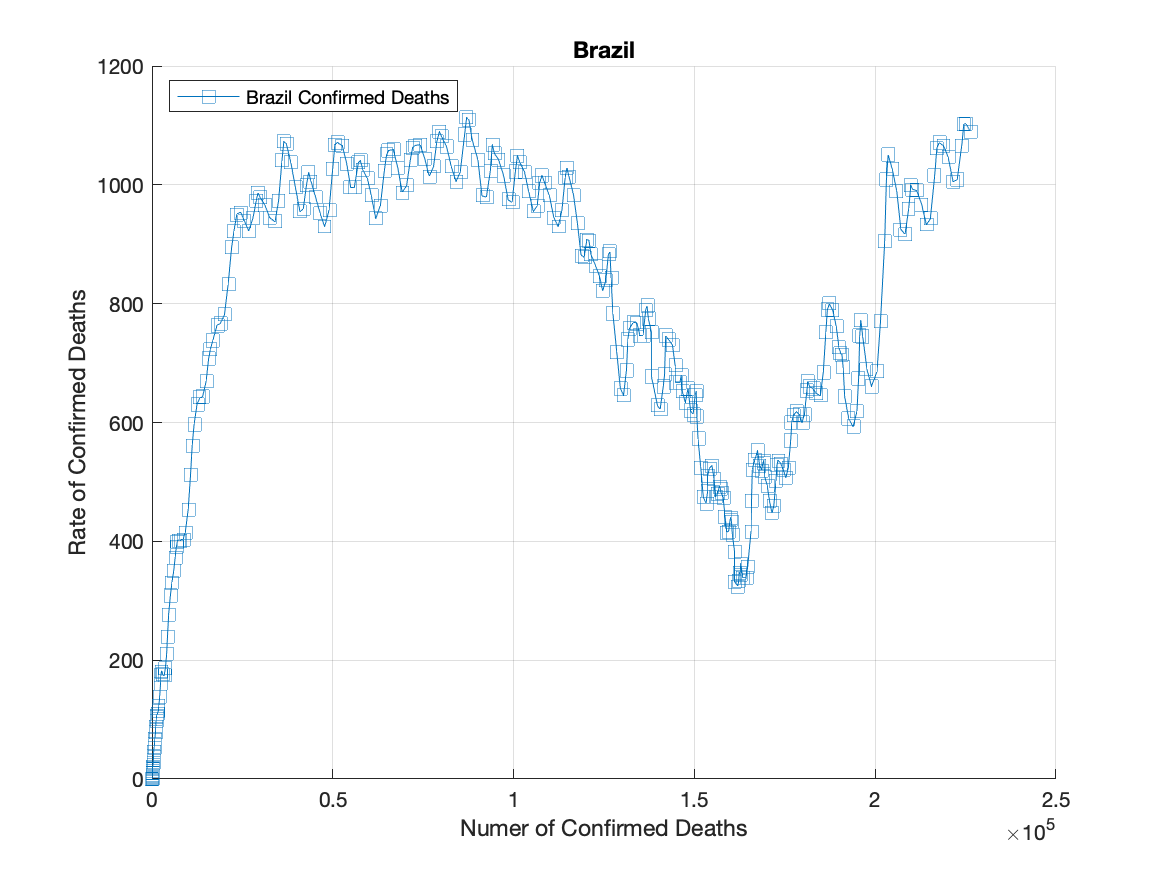 Brazil
1200
Brazil Confirmed Deaths
1000
800
600
400
200
0
Rate of Confirmed Deaths
0 0.5 1 1.5 2 2.5
Numer of Confirmed Deaths
×10^5